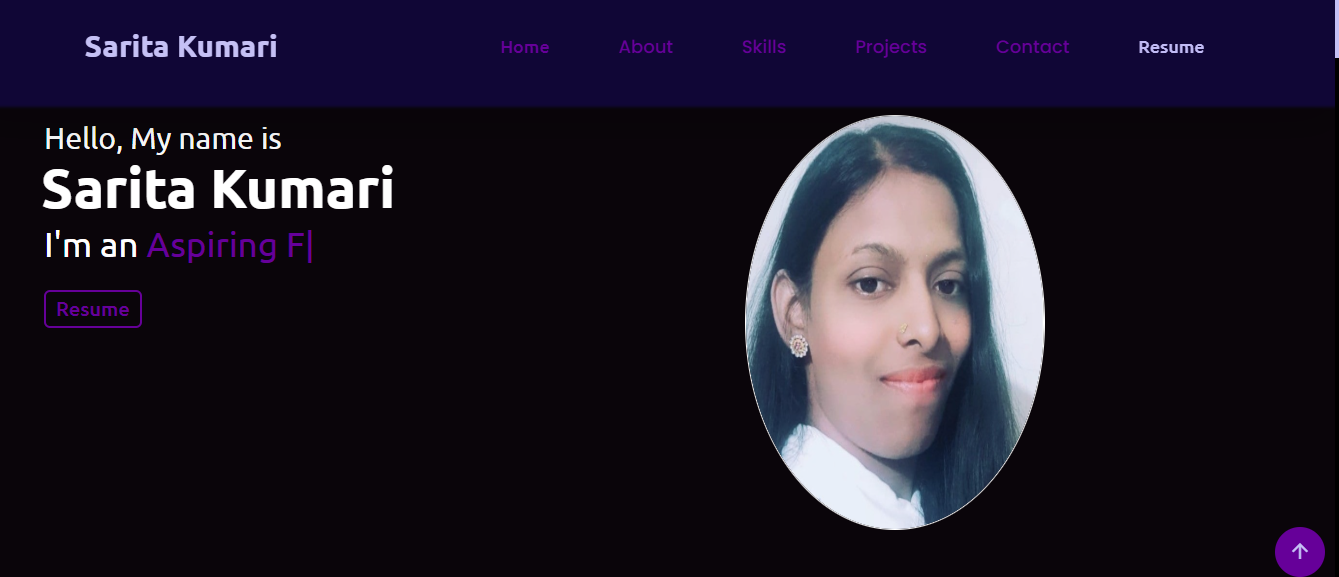 Sarita Kumari
Home About Skills Projects Contact Resume
Hello, My name is
Sarita Kumari
I'm an Aspiring F|
Resume